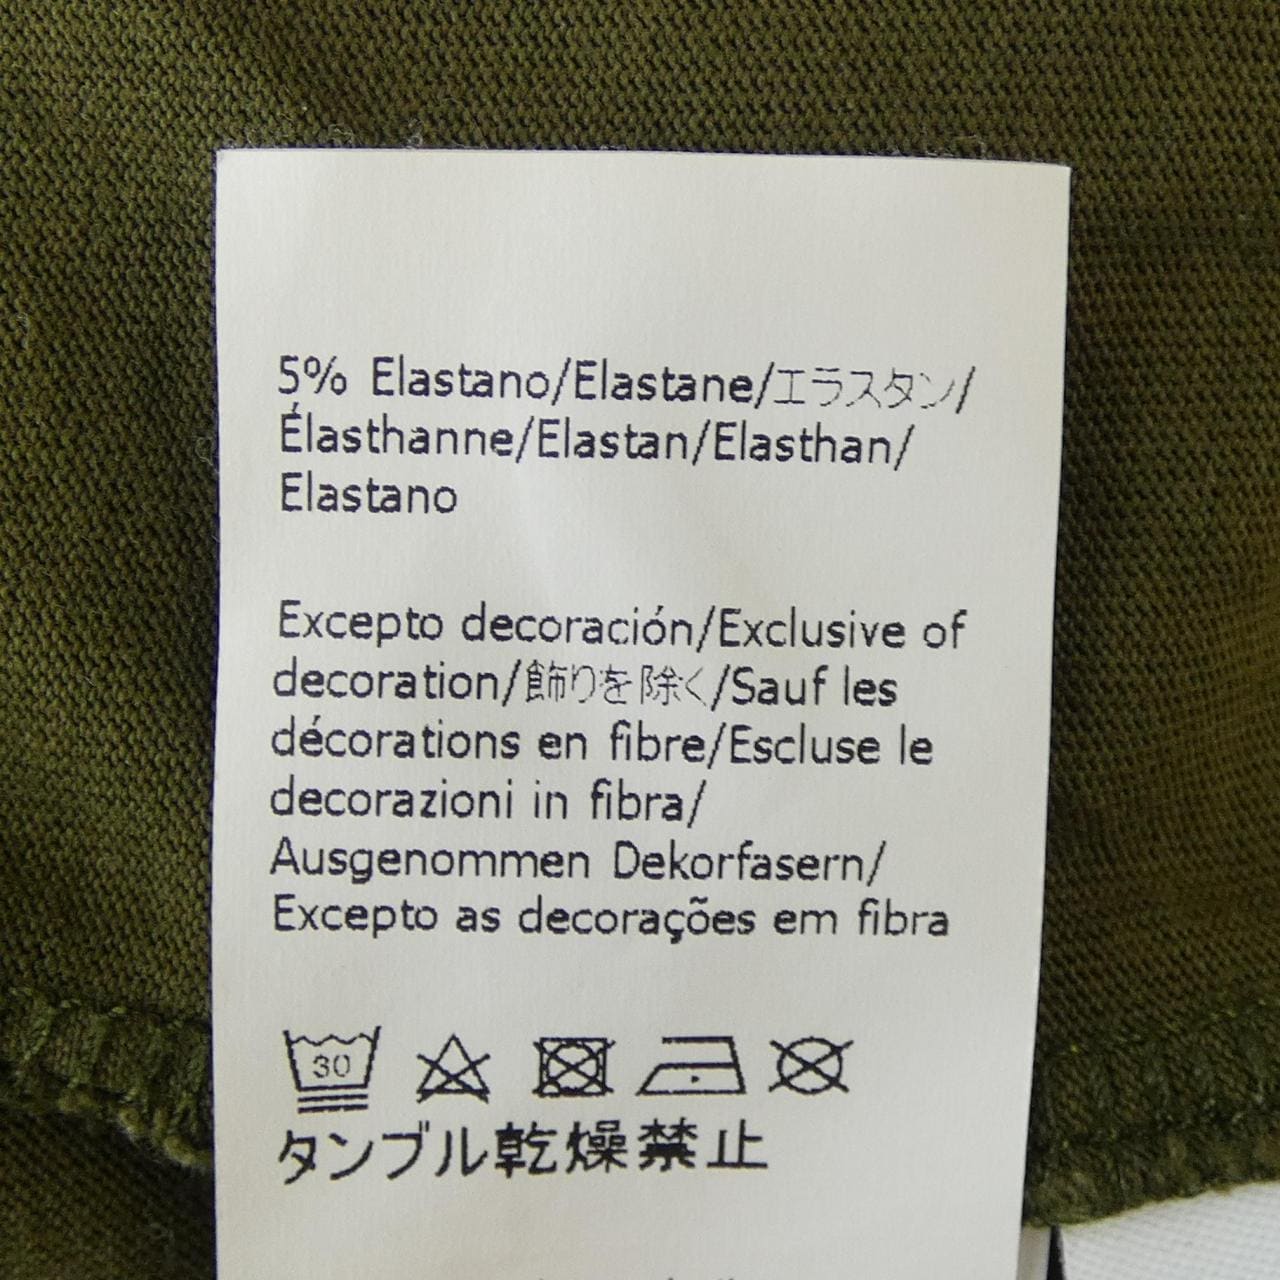 5% Elastano/Elastane/エラスタン/
Élasthanne/Elastan/Elasthan/
Elastano
Excepto decoración/Exclusive of
decoration/飾りを除く/Sauf les
décorations en fibre/Escluse le
decorazioni in fibra/
Ausgenommen Dekorfasern/
Excepto as decorações em fibra
30
タンブル乾燥禁止